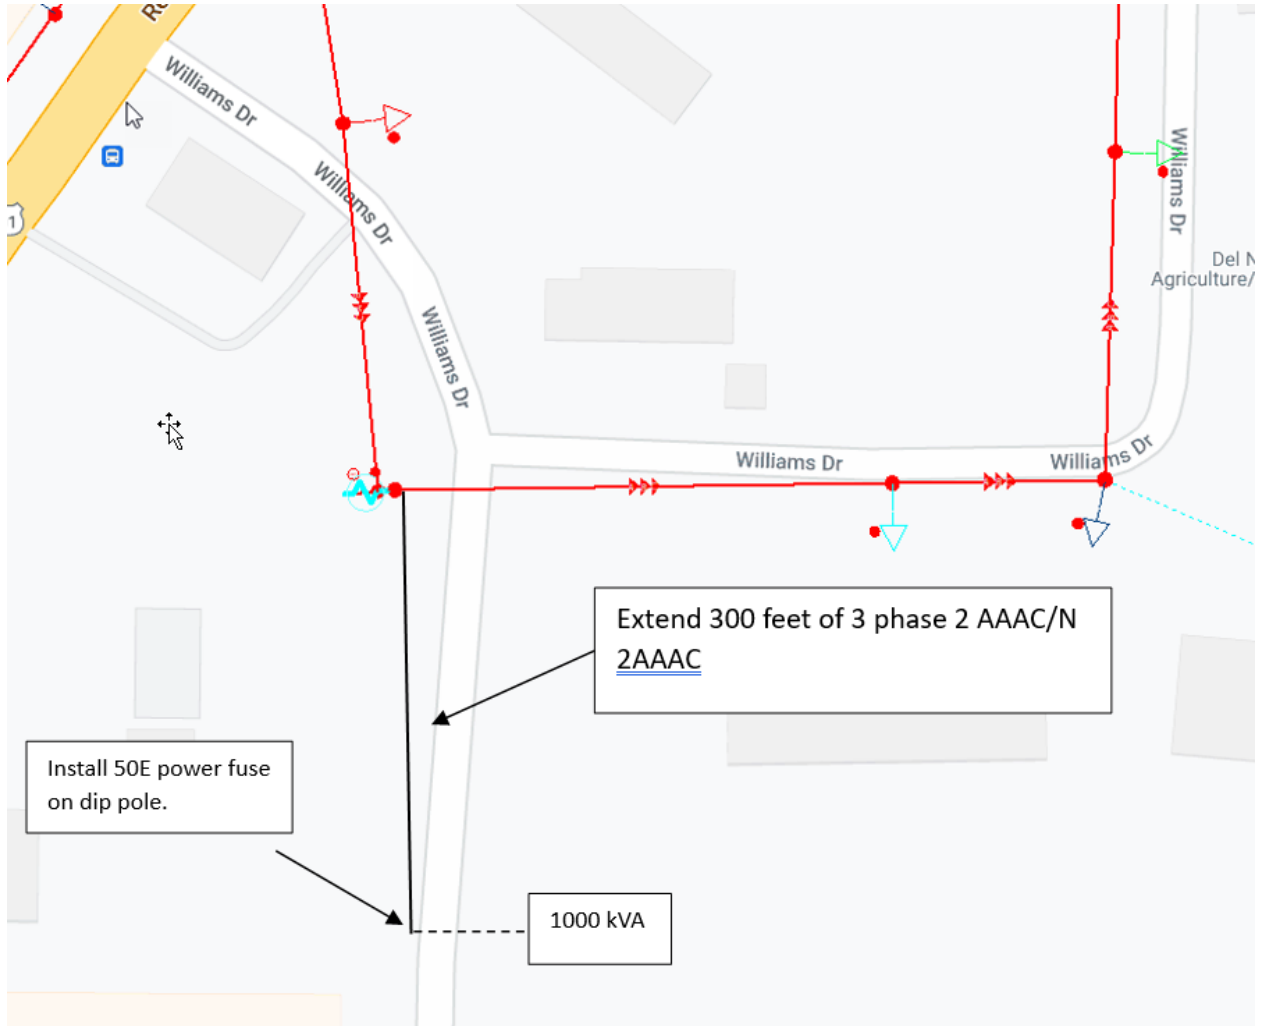 Williams Dr
1
Williams Dr
Williams Dr
Williams Dr
Del N
Agriculture/
Williams Dr
Williams Dr
Extend 300 feet of 3 phase 2 AAAC/N
2AAAC
Install 50E power fuse
on dip pole.
1000 kVA